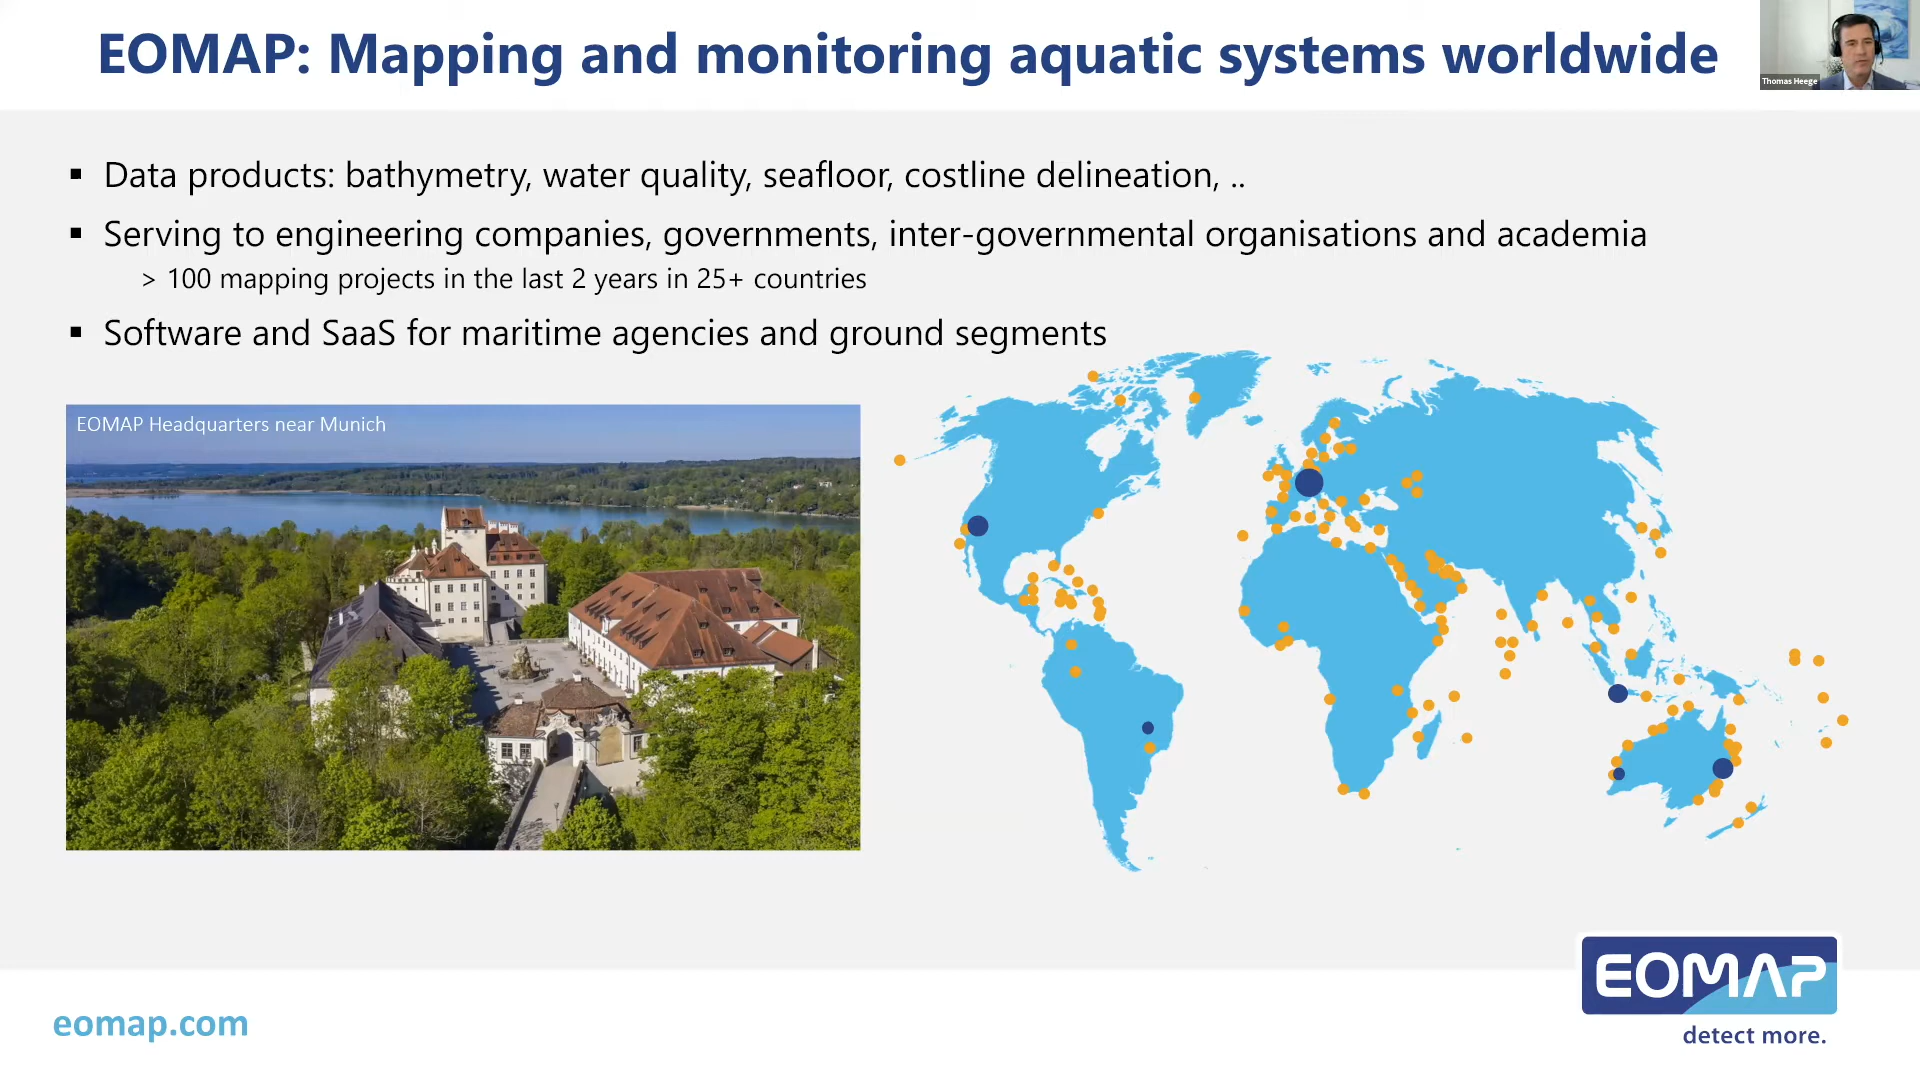 EOMAP: Mapping and monitoring aquatic systems worldwide
Thomas Heege
▪ Data products: bathymetry, water quality, seafloor, costline delineation, ..
▪ Serving to engineering companies, governments, inter-governmental organisations and academia
> 100 mapping projects in the last 2 years in 25+ countries
▪ Software and SaaS for maritime agencies and ground segments
EOMAP Headquarters near Munich
EOMAP
detect more.
eomap.com